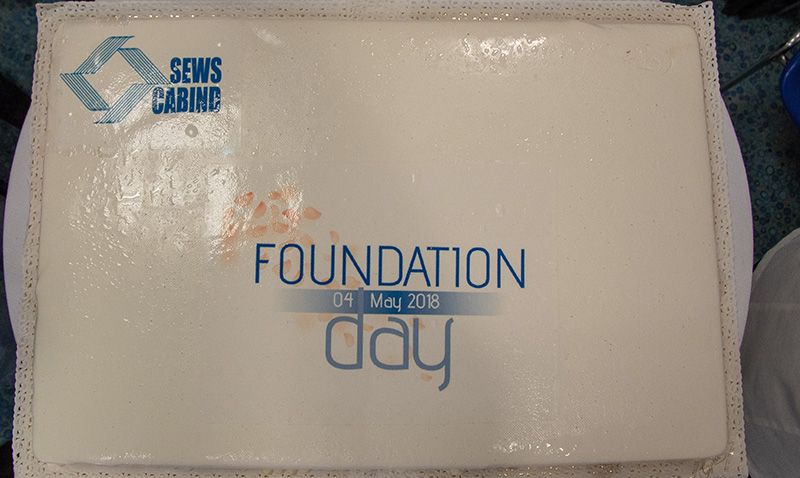 SEWS
CABIND
FOUNDATION
04 May 2018
day